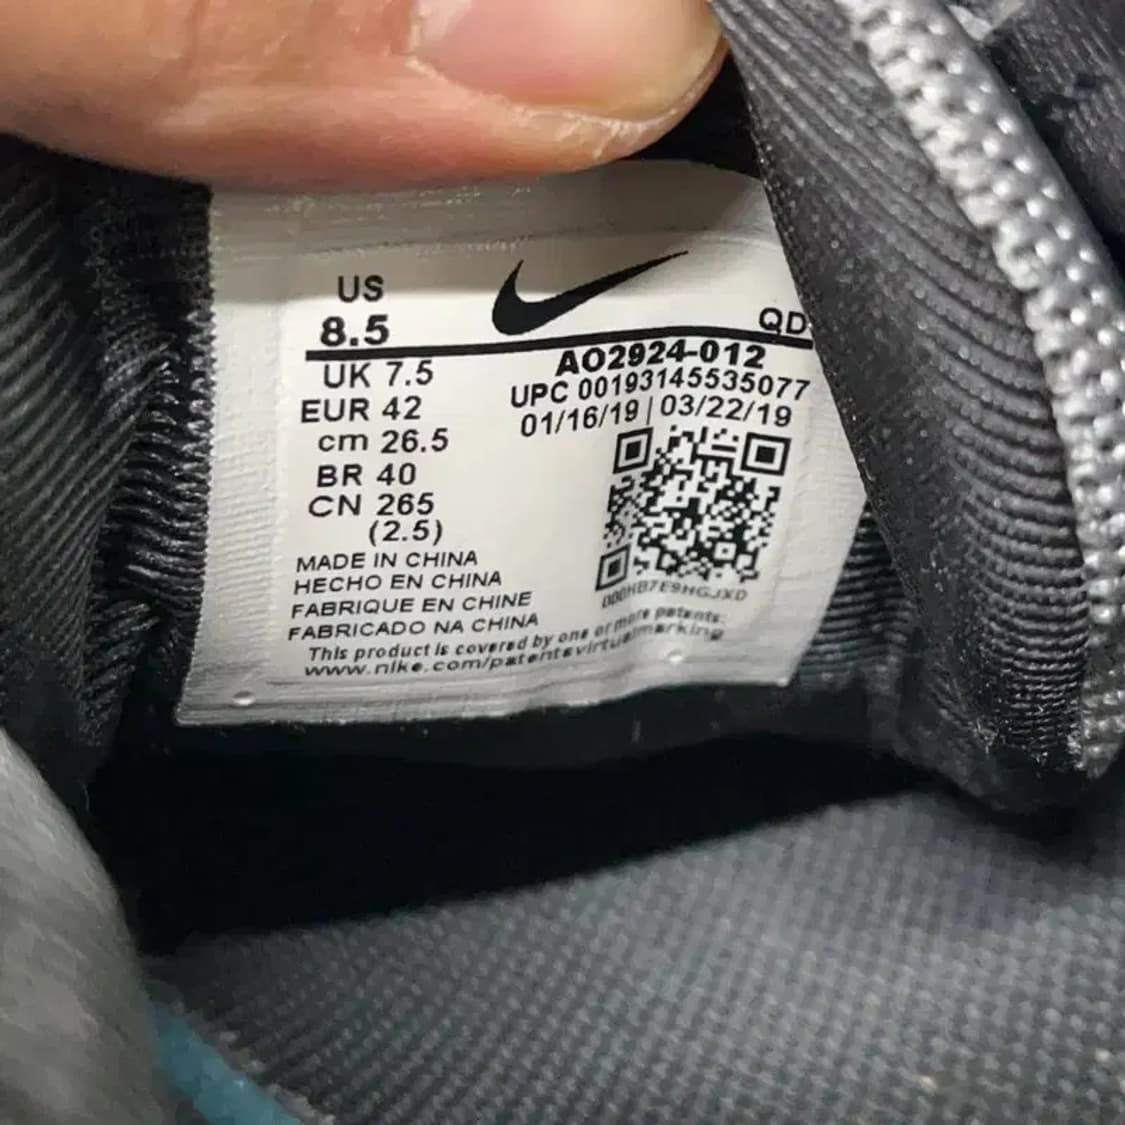 US
8.5
UK 7.5
EUR 42
cm 26.5
BR 40
CN 265
(2.5)
QD
AO2924-012
UPC 00193145535077
01/16/19 | 03/22/19
000HB7E9HGJXD
MADE IN CHINA
HECHO EN CHINA
FABRIQUE EN CHINE
FABRICADO NA CHINA
This product is covered by one or more patents:
www.nike.com/patentsvirtualmarking